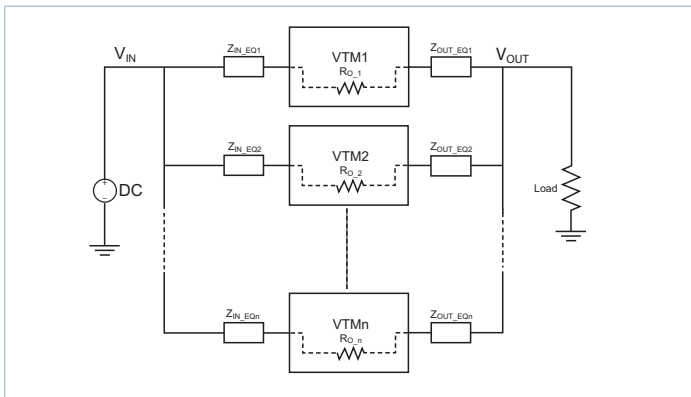 V_IN
Z_IN_EQ1
VTM1
R_O_1
Z_OUT_EQ1
V_OUT
Z_IN_EQ2
VTM2
R_O_2
Z_OUT_EQ2
+
−
DC
Load
Z_IN_EQn
VTMn
R_O_n
Z_OUT_EQn